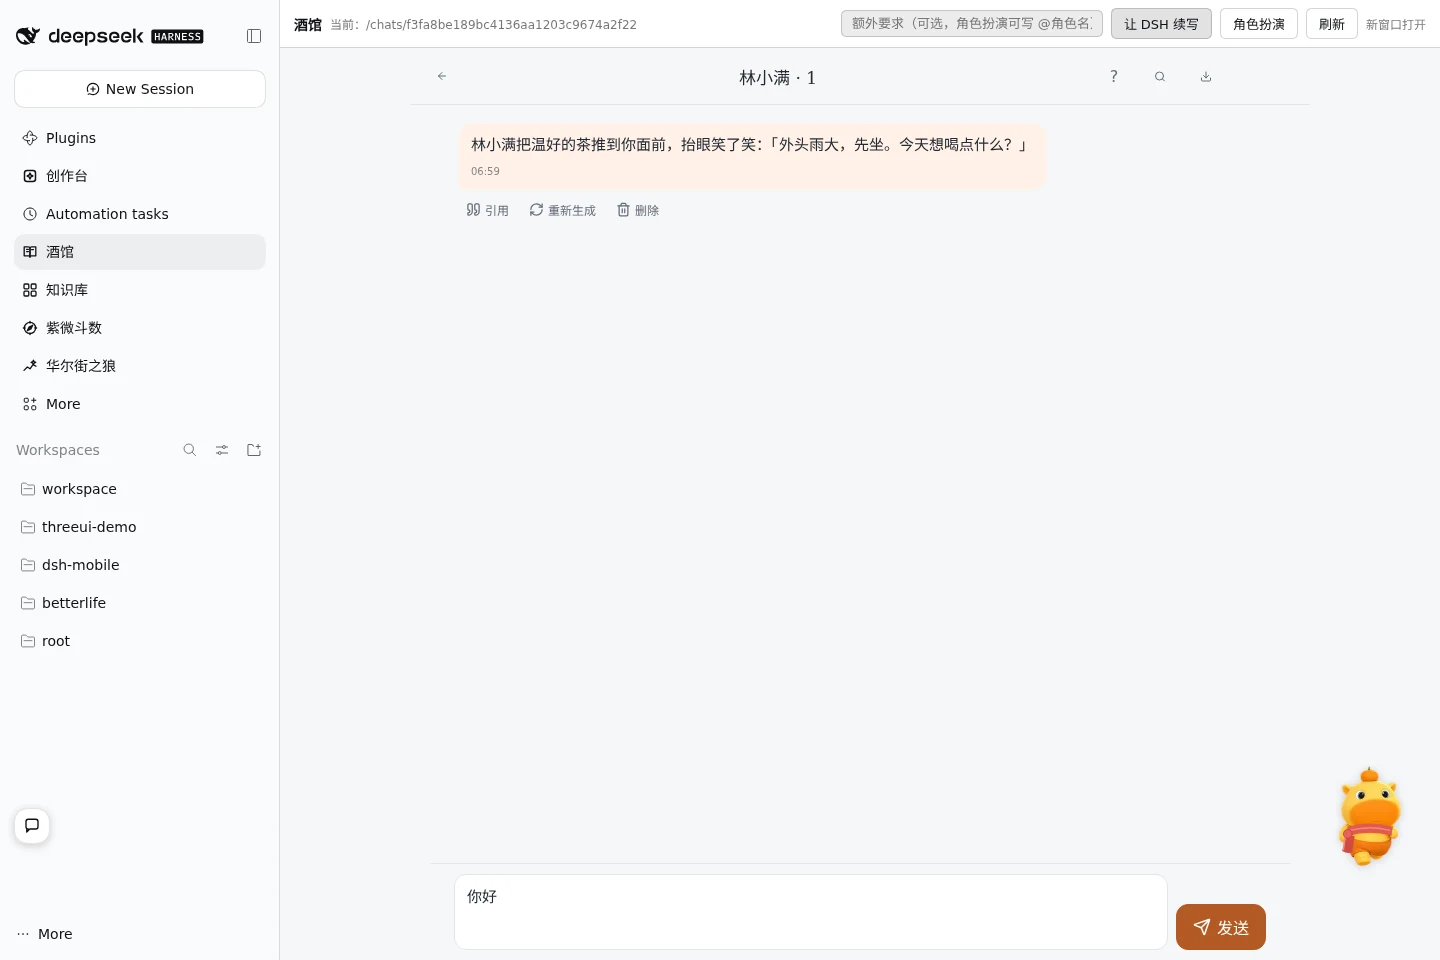 deepseek HARNESS
New Session
Plugins
创作台
Automation tasks
酒馆
知识库
紫微斗数
华尔街之狼
More
Workspaces
workspace
threeui-demo
dsh-mobile
betterlife
root
More
酒馆 当前：/chats/f3fa8be189bc4136aa1203c9674a2f22
额外要求（可选，角色扮演可写 @角色名
让 DSH 续写
角色扮演
刷新
新窗口打开
林小满 · 1
?
林小满把温好的茶推到你面前，抬眼笑了笑：「外头雨大，先坐。今天想喝点什么？」
06:59
引用 重新生成 删除
你好
发送